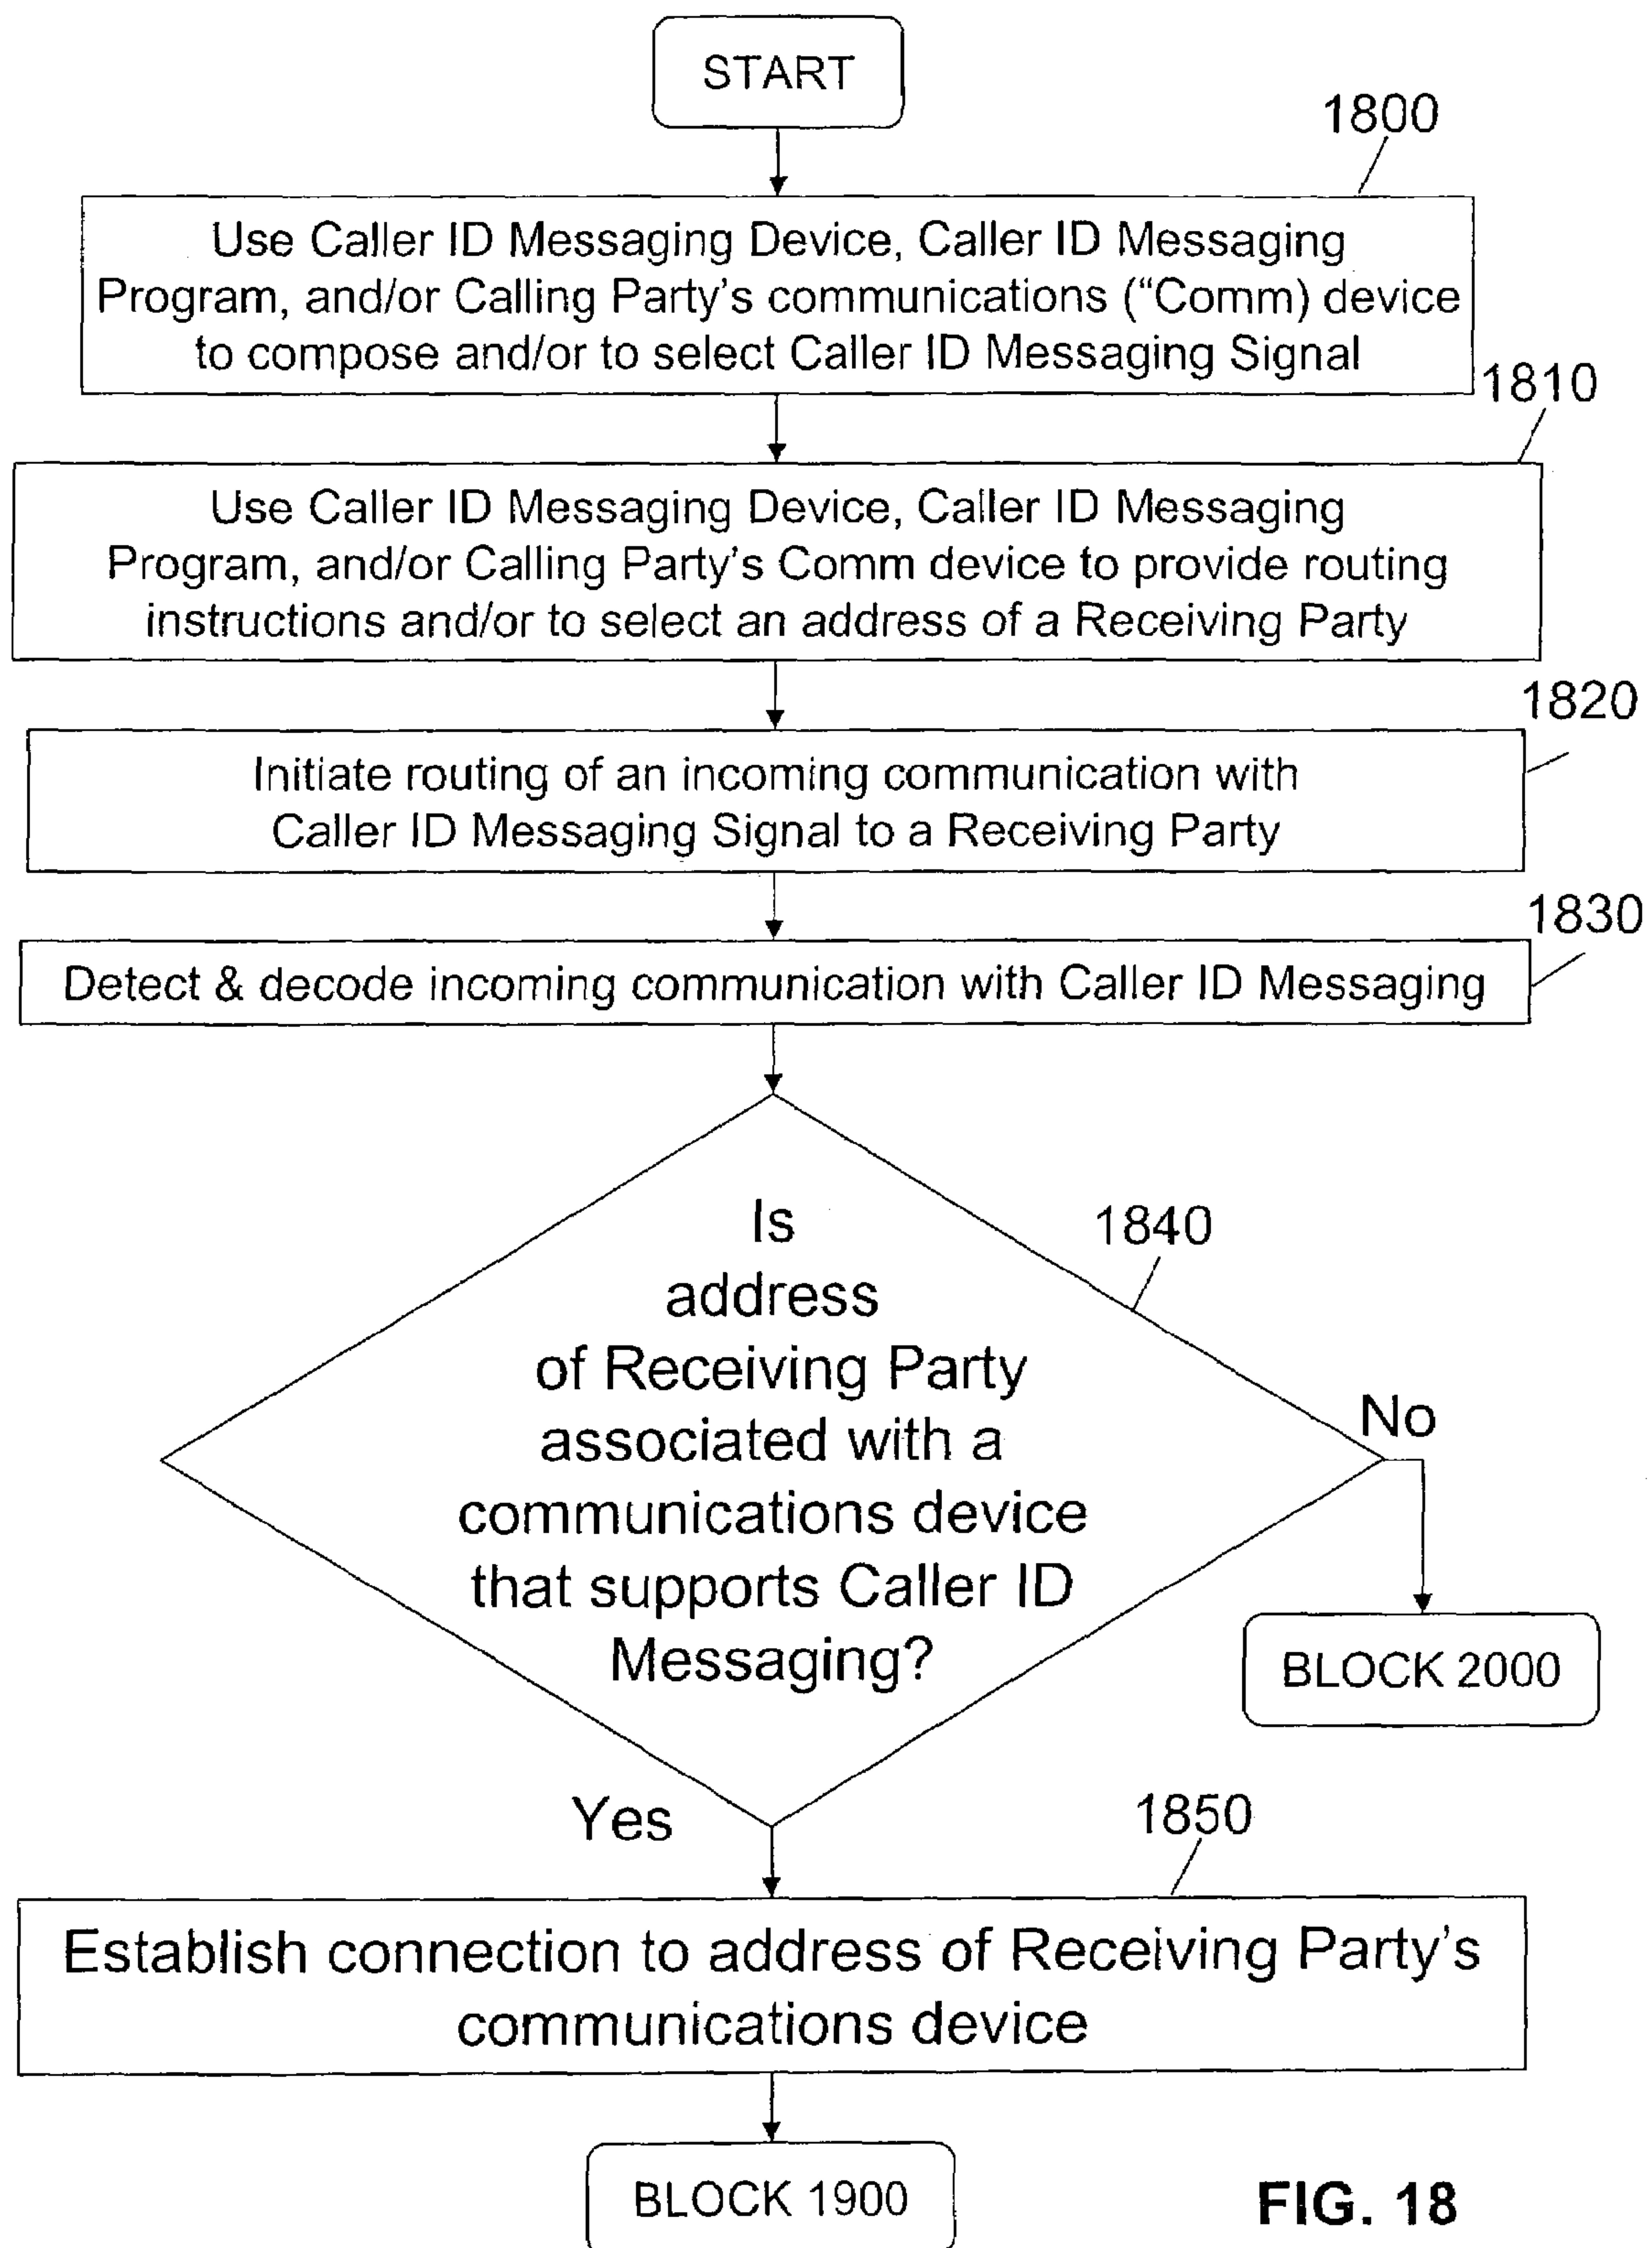 START
1800
Use Caller ID Messaging Device, Caller ID Messaging
Program, and/or Calling Party's communications (“Comm) device
to compose and/or to select Caller ID Messaging Signal
1810
Use Caller ID Messaging Device, Caller ID Messaging
Program, and/or Calling Party's Comm device to provide routing
instructions and/or to select an address of a Receiving Party
1820
Initiate routing of an incoming communication with
Caller ID Messaging Signal to a Receiving Party
1830
Detect & decode incoming communication with Caller ID Messaging
Is
address
of Receiving Party
associated with a
communications device
that supports Caller ID
Messaging?
1840
No
BLOCK 2000
Yes
1850
Establish connection to address of Receiving Party's
communications device
BLOCK 1900
FIG. 18